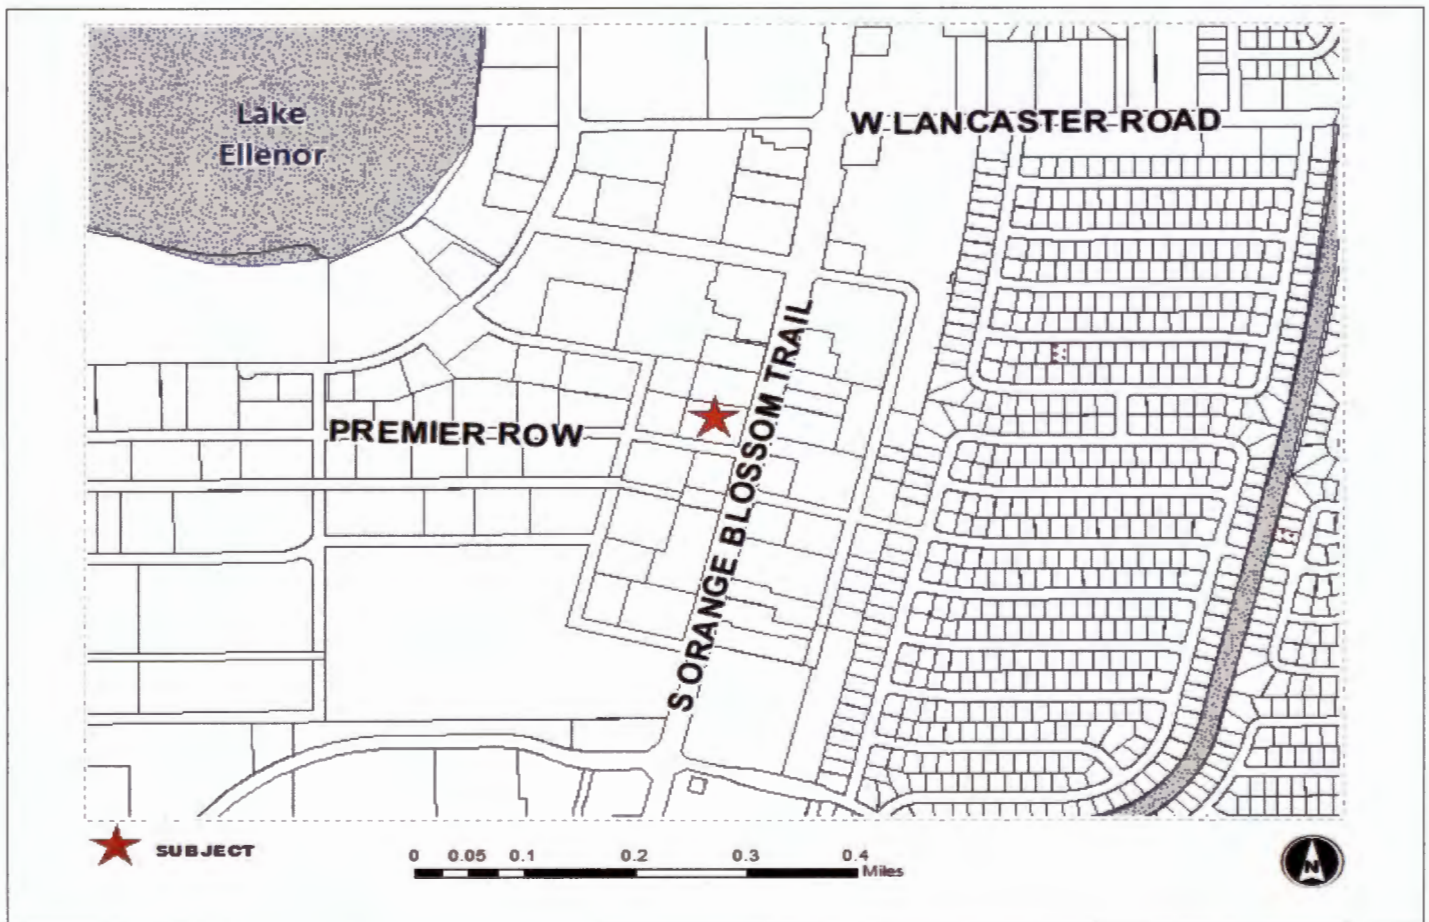 Lake
Ellenor
W LANCASTER ROAD
S ORANGE BLOSSOM TRAIL
PREMIER ROW
SUBJECT
0 0.05 0.1 0.2 0.3 0.4
Miles
N